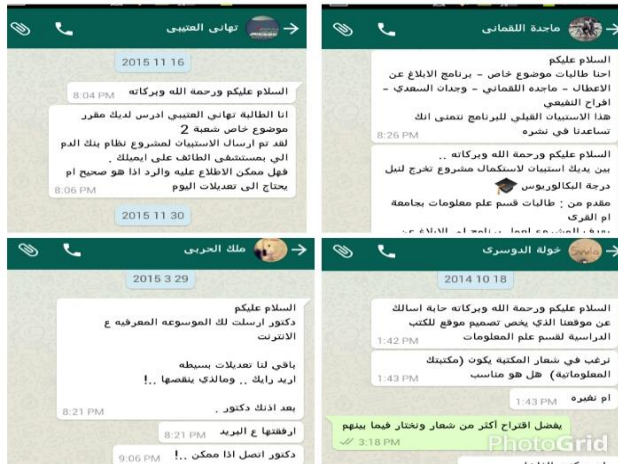 تهاني العتيبي
2015 11 16
السلام عليكم ورحمة الله وبركاته
8:04 PM
انا الطالبة تهاني العتيبي ادرس لديك مقرر
موضوع خاص شعبة 2
لقد تم ارسال الاستبيان لمشروع نظام بنك الدم
الي بمستشفى الطائف على ايميلك .
فهل ممكن الاطلاع عليه والرد اذا هو صحيح ام
يحتاج الى تعديلات اليوم
8:06 PM
2015 11 30
ماجدة اللقماني
السلام عليكم
احنا طالبات موضوع خاص - برنامج الابلاغ عن
الاعطال - ماجده اللقماني - وجدان السعدي -
افراح النفيعي
هذا الاستبيان القبلي للبرنامج نتمنى انك
تساعدنا في نشره
8:26 PM
السلام عليكم ورحمة الله وبركاته ..
بين يديك استبيان لاستكمال مشروع تخرج لنيل
درجة البكالوريوس
مقدم من : طالبات قسم علم معلومات بجامعة
ام القرى
ملك الحربي
2015 3 29
السلام عليكم
دكتور ارسلت لك الموسوعه المعرفيه ع
الانترنت
باقي لنا تعديلات بسيطه
اريد رايك .. ومالذي ينقصها ..!
بعد اذنك دكتور .
8:21 PM
ارفقتها ع البريد
8:21 PM
دكتور اتصل اذا ممكن ..!
9:06 PM
خولة الدوسري
2014 10 18
السلام عليكم ورحمة الله وبركاته حابة اسالك
عن موقعنا الذي يخص تصميم موقع للكتب
الدراسية لقسم علم المعلومات
1:42 PM
نرغب في شعار المكتبة يكون (مكتبتك
المعلوماتية) هل هو مناسب
1:43 PM
ام نغيره
1:43 PM
يفضل اقتراح أكثر من شعار ونختار فيما بينهم
3:18 PM
PhotoGrid